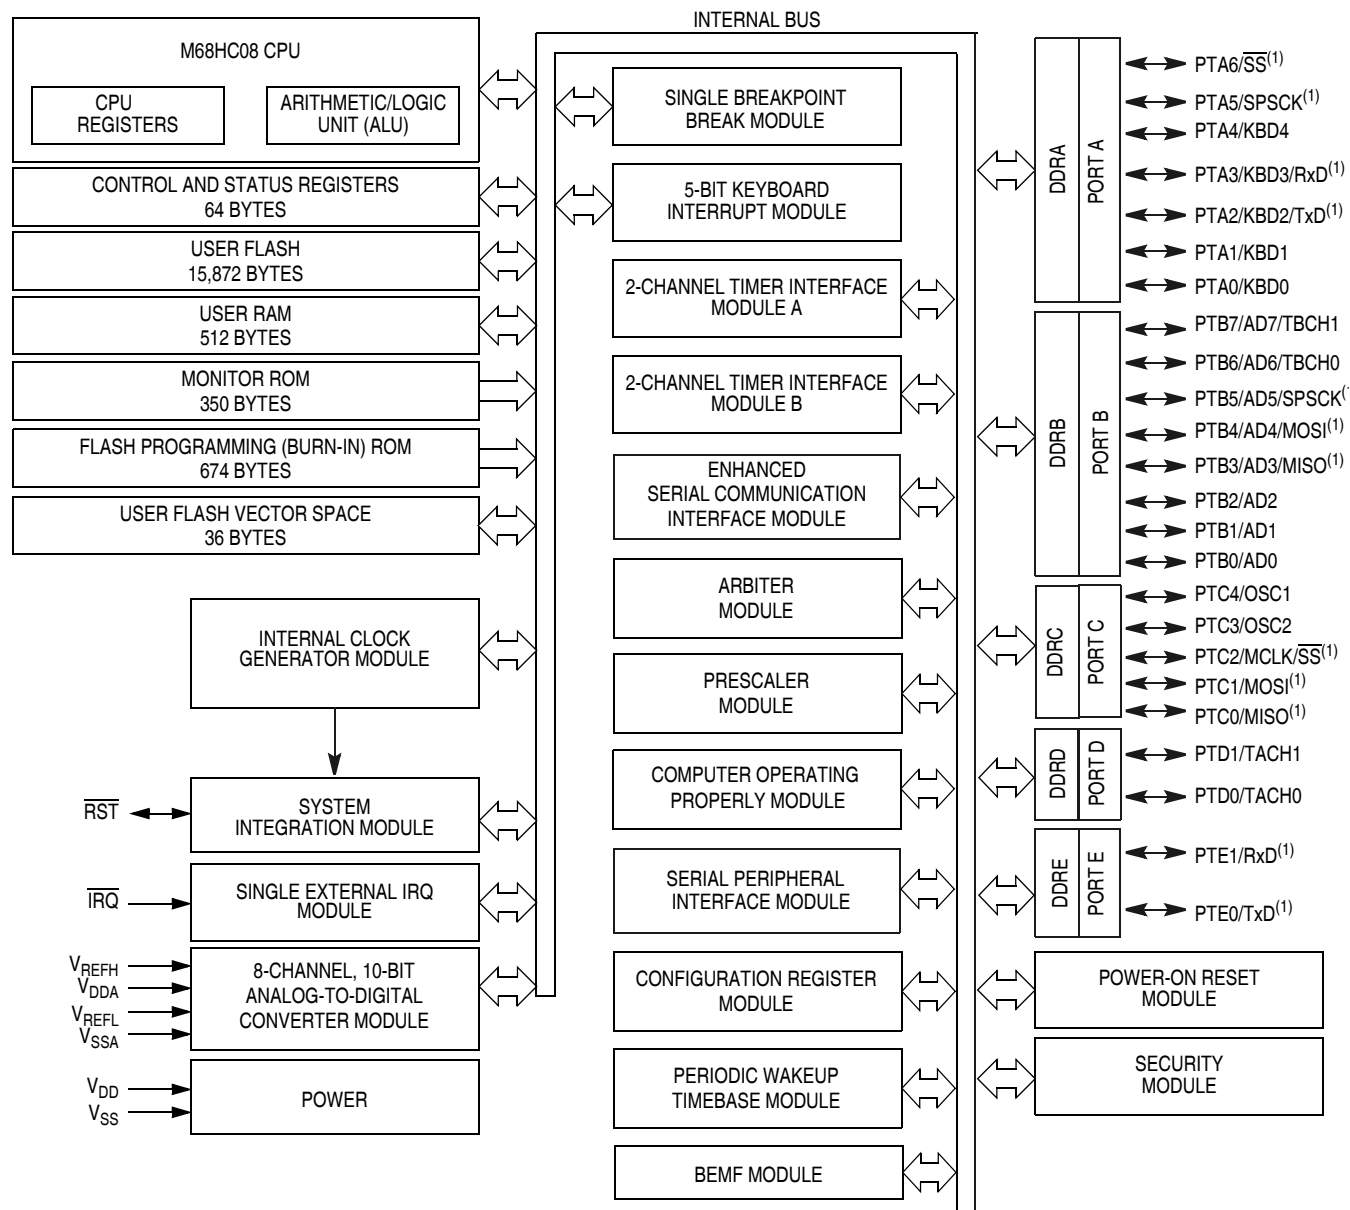 INTERNAL BUS
M68HC08 CPU
CPU
REGISTERS
ARITHMETIC/LOGIC
UNIT (ALU)
CONTROL AND STATUS REGISTERS
64 BYTES
USER FLASH
15,872 BYTES
USER RAM
512 BYTES
MONITOR ROM
350 BYTES
FLASH PROGRAMMING (BURN-IN) ROM
674 BYTES
USER FLASH VECTOR SPACE
36 BYTES
INTERNAL CLOCK
GENERATOR MODULE
RST
SYSTEM
INTEGRATION MODULE
IRQ
SINGLE EXTERNAL IRQ
MODULE
VREFH
VDDA
VREFL
VSSA
8-CHANNEL, 10-BIT
ANALOG-TO-DIGITAL
CONVERTER MODULE
VDD
VSS
POWER
SINGLE BREAKPOINT
BREAK MODULE
5-BIT KEYBOARD
INTERRUPT MODULE
2-CHANNEL TIMER INTERFACE
MODULE A
2-CHANNEL TIMER INTERFACE
MODULE B
ENHANCED
SERIAL COMMUNICATION
INTERFACE MODULE
ARBITER
MODULE
PRESCALER
MODULE
COMPUTER OPERATING
PROPERLY MODULE
SERIAL PERIPHERAL
INTERFACE MODULE
CONFIGURATION REGISTER
MODULE
PERIODIC WAKEUP
TIMEBASE MODULE
BEMF MODULE
DDRA
PORT A
PTA6/SS(1)
PTA5/SPSCK(1)
PTA4/KBD4
PTA3/KBD3/RxD(1)
PTA2/KBD2/TxD(1)
PTA1/KBD1
PTA0/KBD0
DDRB
PORT B
PTB7/AD7/TBCH1
PTB6/AD6/TBCH0
PTB5/AD5/SPSCK(
PTB4/AD4/MOSI(1)
PTB3/AD3/MISO(1)
PTB2/AD2
PTB1/AD1
PTB0/AD0
DDRC
PORT C
PTC4/OSC1
PTC3/OSC2
PTC2/MCLK/SS(1)
PTC1/MOSI(1)
PTC0/MISO(1)
DDRD
PORT D
PTD1/TACH1
PTD0/TACH0
DDRE
PORT E
PTE1/RxD(1)
PTE0/TxD(1)
POWER-ON RESET
MODULE
SECURITY
MODULE